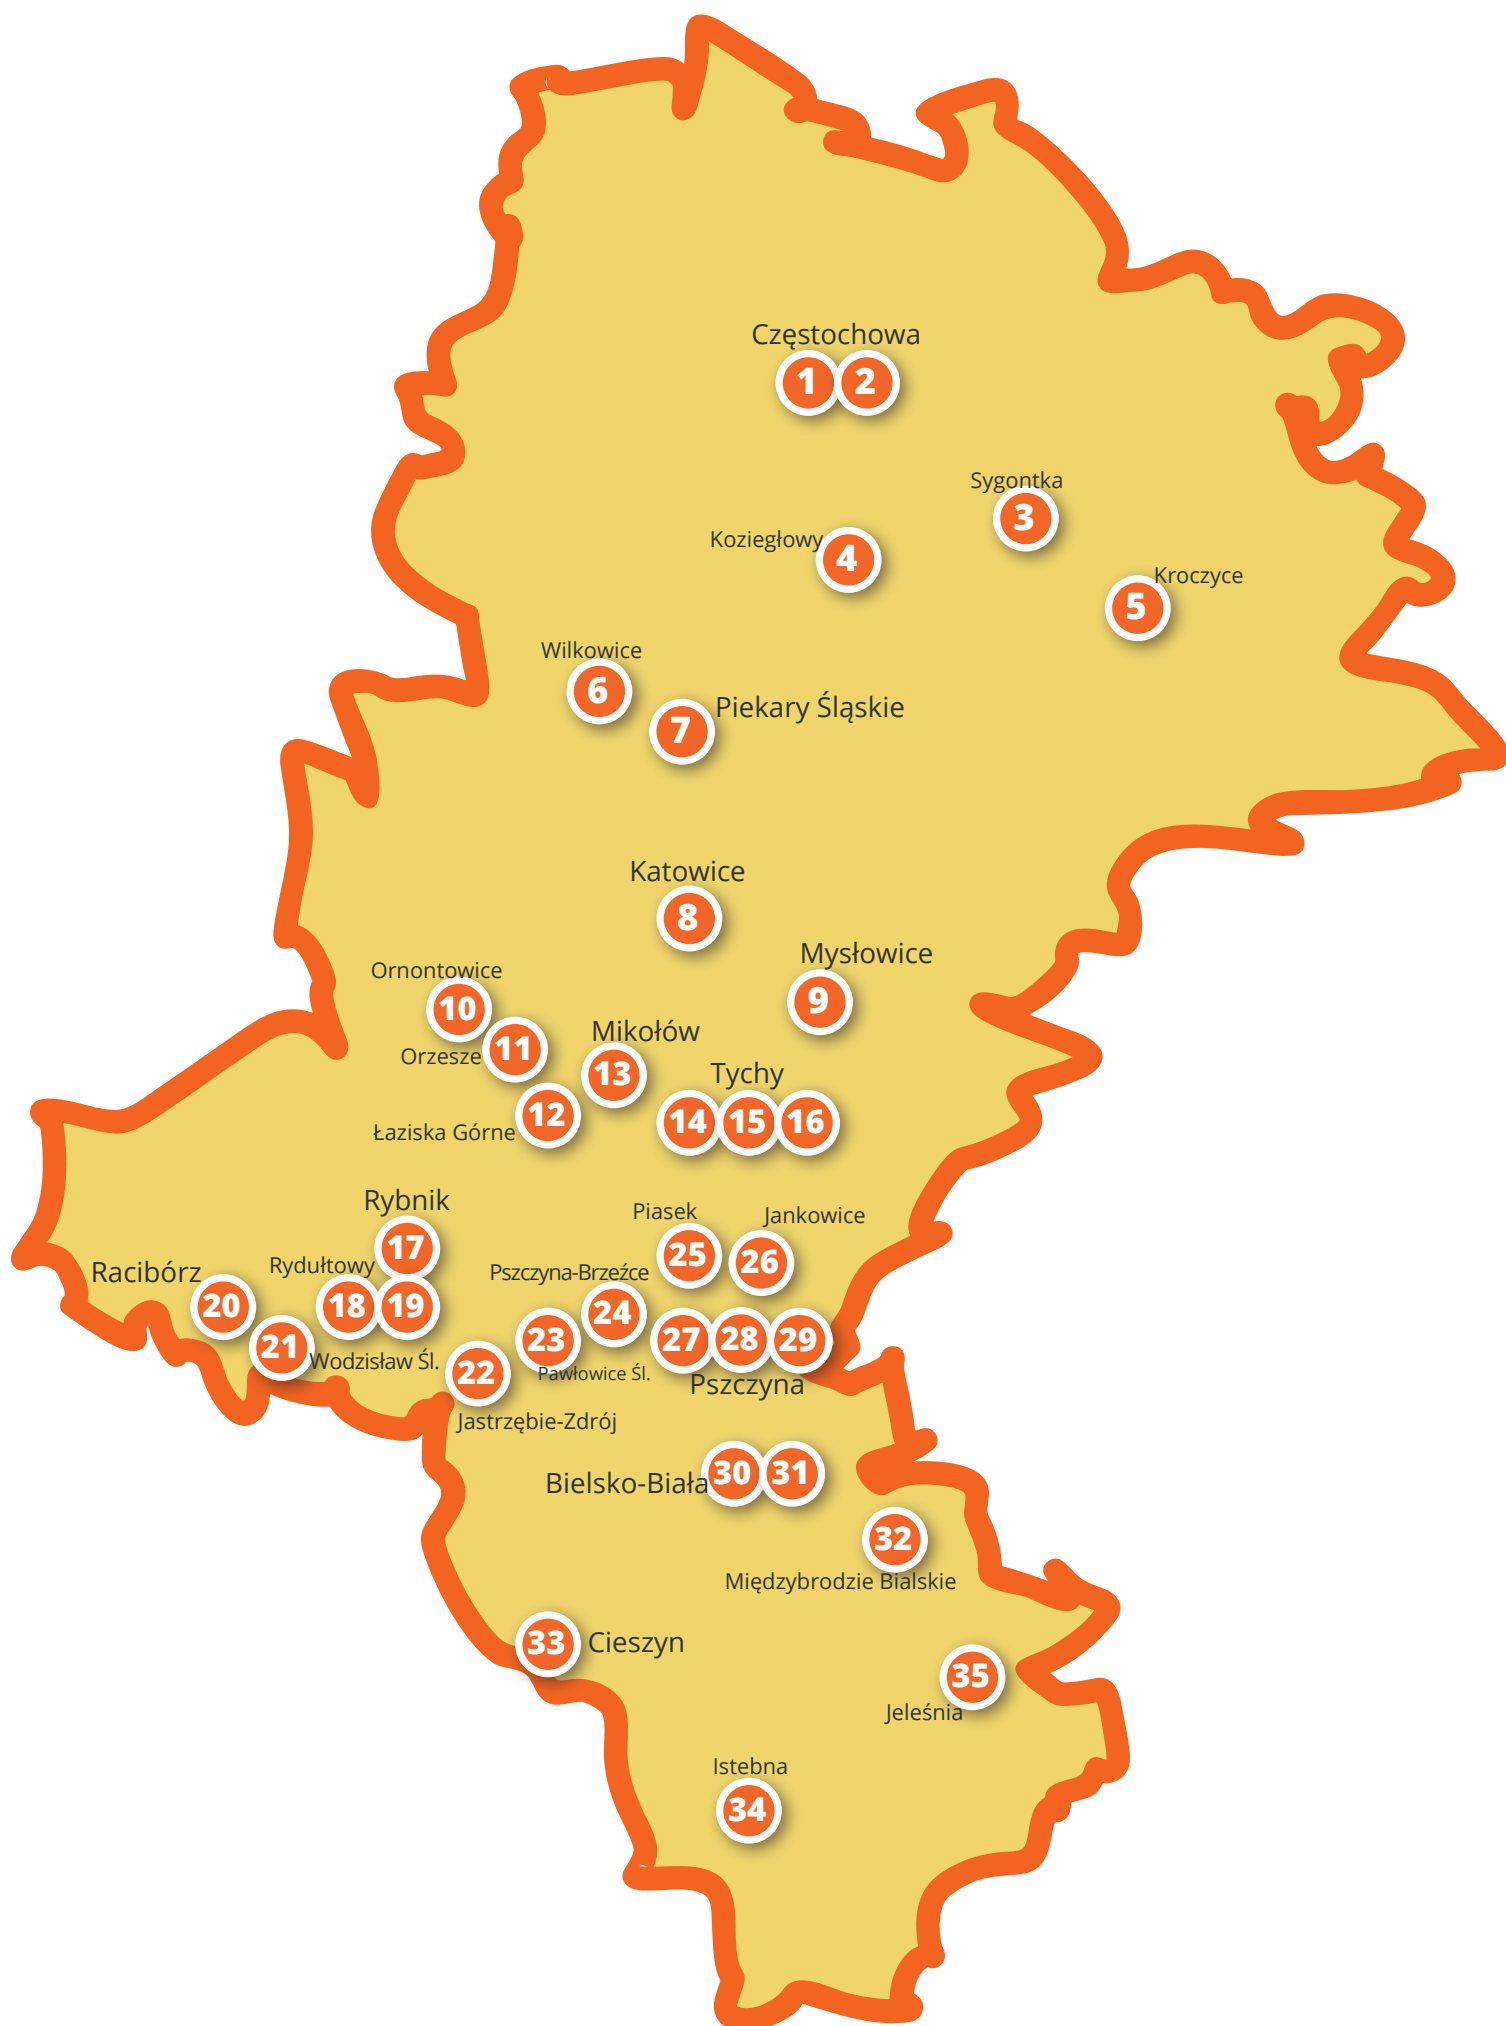 Częstochowa
1 2
Sygontka
3
Koziegłowy 4
Kroczyce
5
Wilkowice
6
Piekary Śląskie
7
Katowice
8
Mysłowice
9
Ornontowice
10
Orzesze 11
Mikołów
13
Łaziska Górne 12
Tychy
14 15 16
Rybnik
17
Piasek
25
Jankowice
26
Racibórz
20
Rydułtowy
18 19
Pszczyna-Brzeźce
24
21
Wodzisław Śl.
23
Pawłowice Śl.
27 28 29
Pszczyna
22
Jastrzębie-Zdrój
Bielsko-Biała 30 31
32
Międzybrodzie Bialskie
33 Cieszyn
35
Jeleśnia
Istebna
34